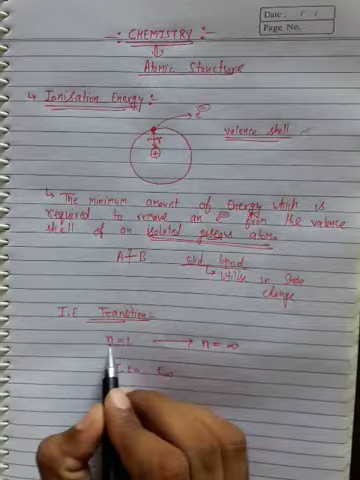 Date : / /
Page No.
-: CHEMISTRY :-
Atomic Structure
↳ Ionisation Energy :-
e⊖
valence shell
↳ The minimum amount of Energy which is
required to remove an e⊖ from the valence
shell of an isolated gaseous atom.
A+B solid liquid
↳ Utilise in State
change
I.E Transition:-
n=1 → n = ∞
I.E = E∞